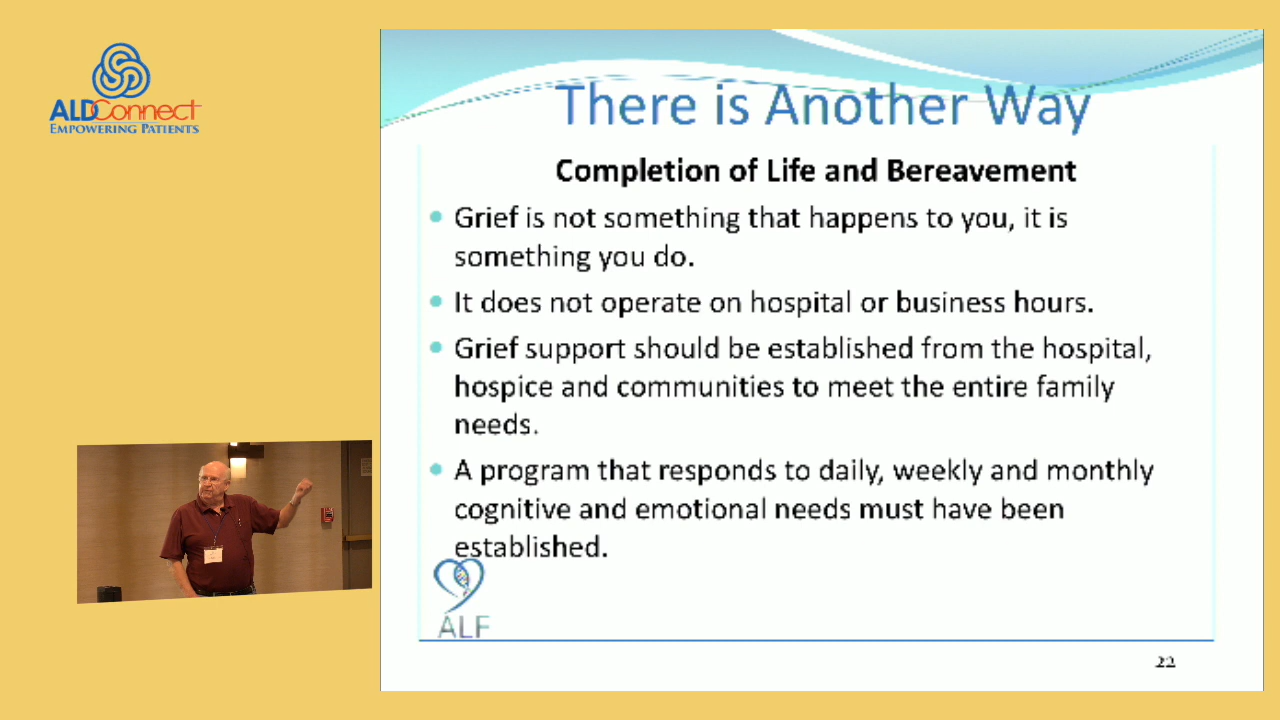 ALDConnect
EMPOWERING PATIENTS
There is Another Way
Completion of Life and Bereavement
Grief is not something that happens to you, it is
something you do.
It does not operate on hospital or business hours.
Grief support should be established from the hospital,
hospice and communities to meet the entire family
needs.
A program that responds to daily, weekly and monthly
cognitive and emotional needs must have been
established.
ALF
22